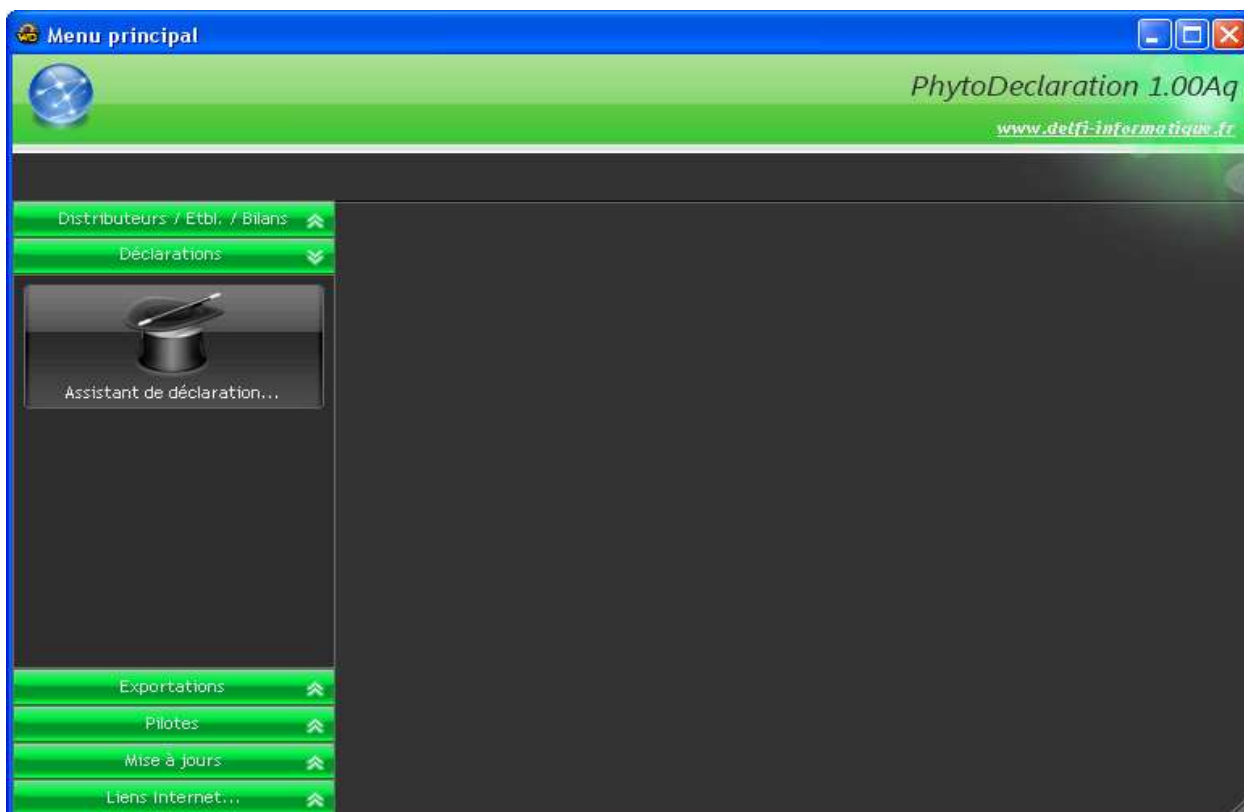 Menu principal
PhytoDeclaration 1.00Aq
www.delfi-informatique.fr
Distributeurs / Etbl. / Bilans
Déclarations
Assistant de déclaration...
Exportations
Pilotes
Mise à jours
Liens Internet...